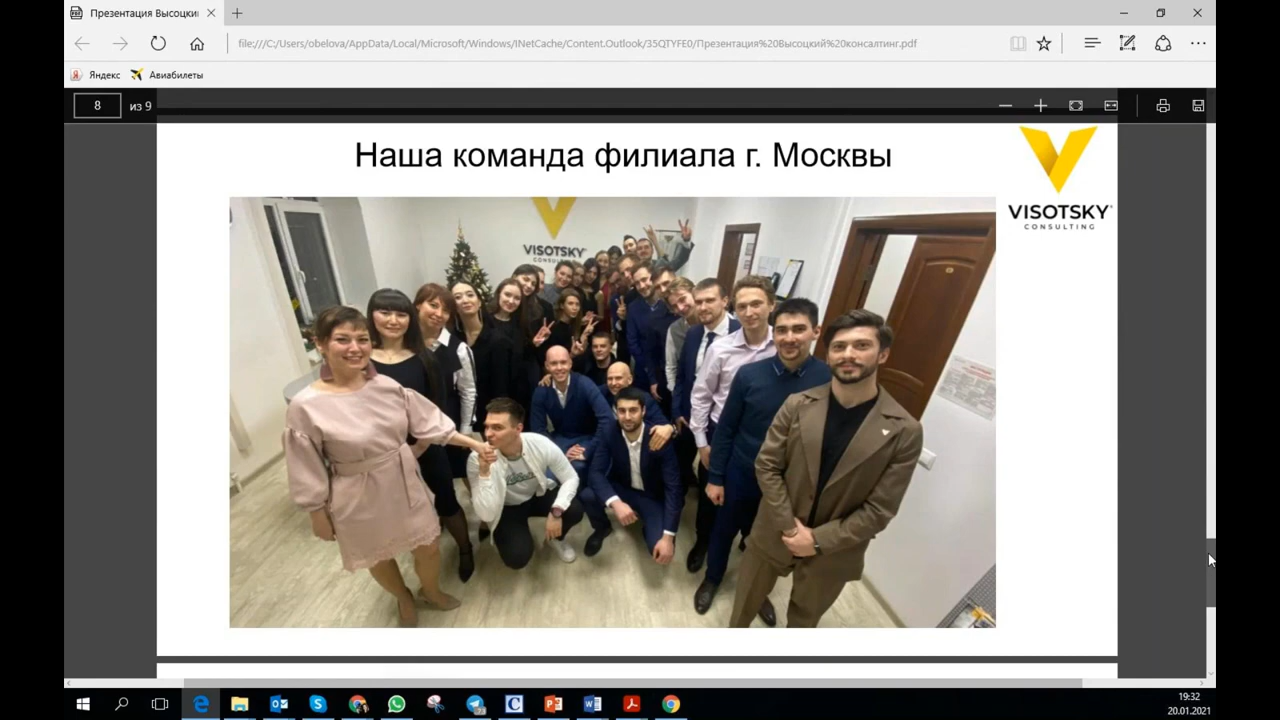 Презентация Высоцки
file:///C:/Users/obelova/AppData/Local/Microsoft/Windows/INetCache/Content.Outlook/35QTYFE0/Презентация%20Высоцкий%20консалтинг.pdf
Яндекс
Авиабилеты
8 из 9
Наша команда филиала г. Москвы
VISOTSKY
CONSULTING
VISOTSKY
19:32
20.01.2021